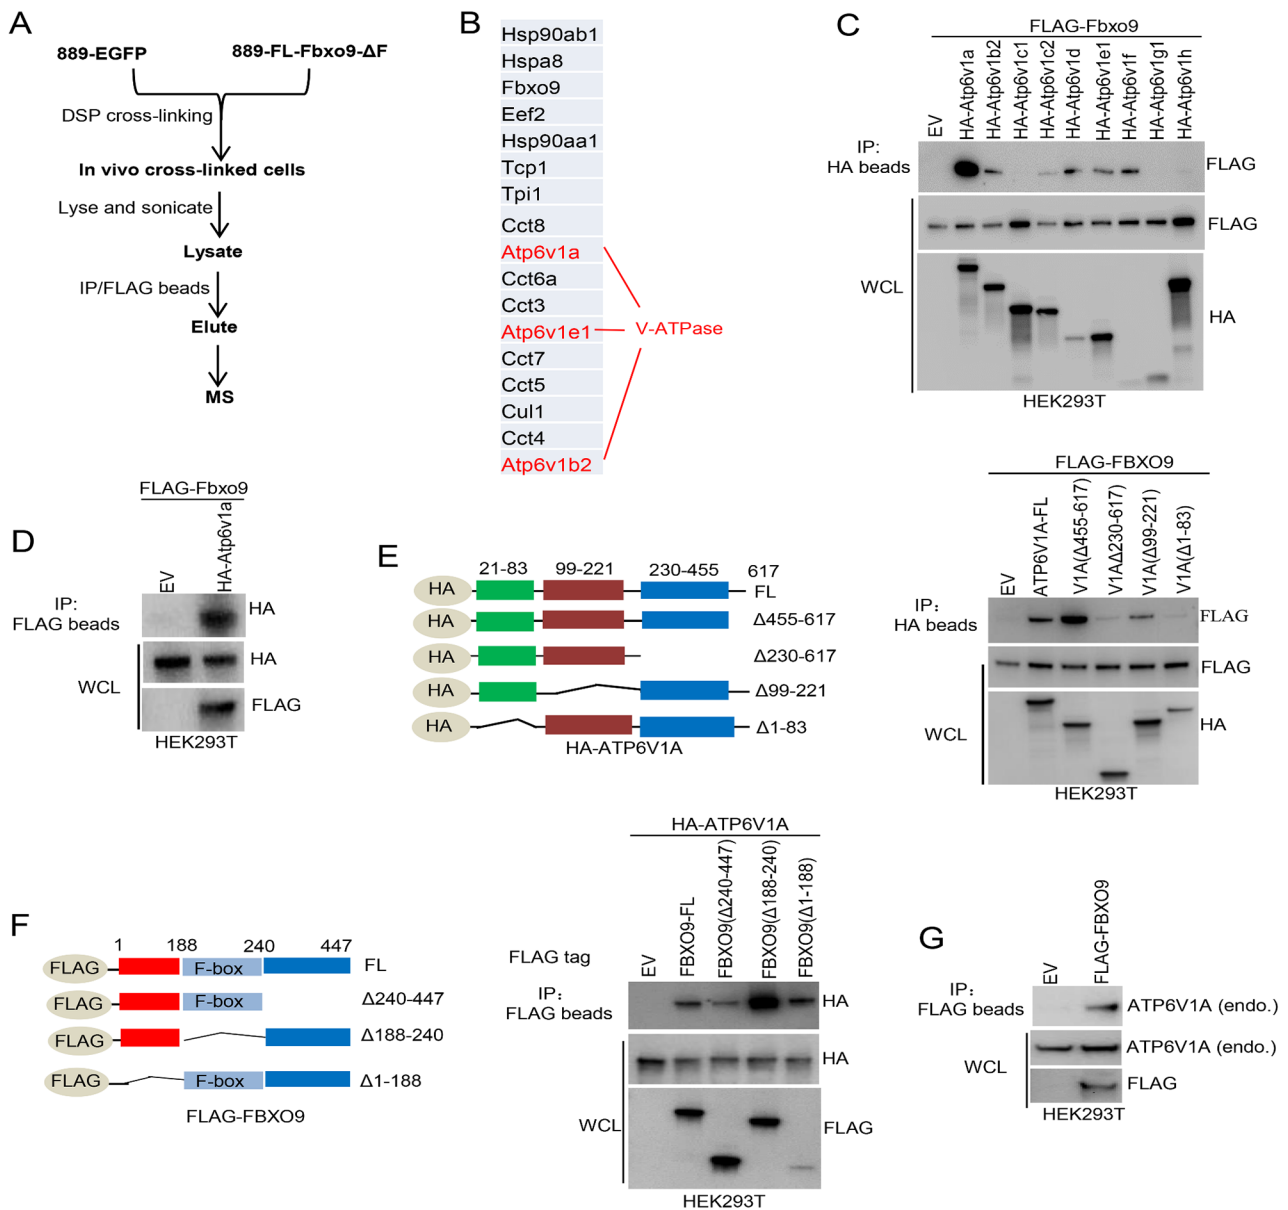 A
889-EGFP
889-FL-Fbxo9-ΔF
DSP cross-linking
In vivo cross-linked cells
Lyse and sonicate
Lysate
IP/FLAG beads
Elute
MS
B
Hsp90ab1
Hspa8
Fbxo9
Eef2
Hsp90aa1
Tcp1
Tpi1
Cct8
Atp6v1a
Cct6a
Cct3
Atp6v1e1
Cct7
Cct5
Cul1
Cct4
Atp6v1b2
V-ATPase
C
FLAG-Fbxo9
EV
HA-Atp6v1a
HA-Atp6v1b2
HA-Atp6v1c1
HA-Atp6v1c2
HA-Atp6v1d
HA-Atp6v1e1
HA-Atp6v1f
HA-Atp6v1g1
HA-Atp6v1h
IP:
HA beads
FLAG
FLAG
WCL
HA
HEK293T
D
FLAG-Fbxo9
EV
HA-Atp6v1a
IP:
FLAG beads
HA
HA
WCL
FLAG
HEK293T
E
21-83
99-221
230-455
617
HA
FL
HA
Δ455-617
HA
Δ230-617
HA
Δ99-221
HA
Δ1-83
HA-ATP6V1A
FLAG-FBXO9
EV
ATP6V1A-FL
V1A(Δ455-617)
V1AΔ230-617)
V1A(Δ99-221)
V1A(Δ1-83)
IP:
HA beads
FLAG
FLAG
WCL
HA
HEK293T
F
1
188
240
447
FLAG
F-box
FL
FLAG
F-box
Δ240-447
FLAG
Δ188-240
FLAG
F-box
Δ1-188
FLAG-FBXO9
HA-ATP6V1A
FLAG tag
EV
FBXO9-FL
FBXO9(Δ240-447)
FBXO9(Δ188-240)
FBXO9(Δ1-188)
IP:
FLAG beads
HA
HA
WCL
FLAG
HEK293T
G
EV
FLAG-FBXO9
IP:
FLAG beads
ATP6V1A (endo.)
ATP6V1A (endo.)
WCL
FLAG
HEK293T